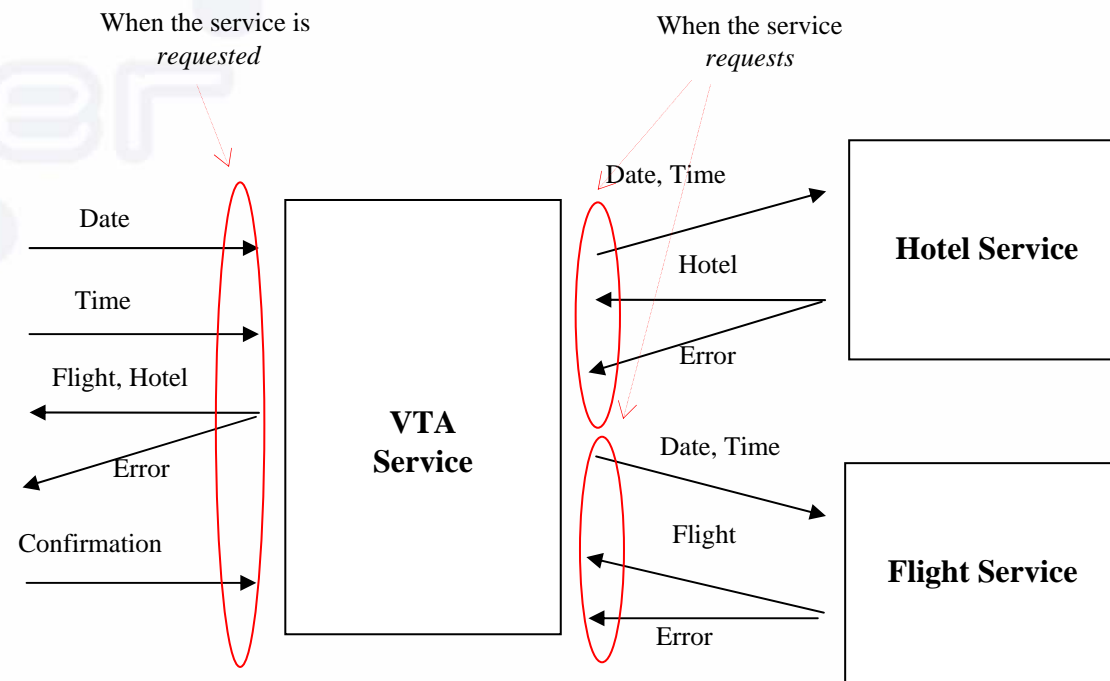 When the service is
requested
When the service
requests
Date
Time
Flight, Hotel
Error
Confirmation
VTA
Service
Date, Time
Hotel
Error
Hotel Service
Date, Time
Flight
Error
Flight Service
er